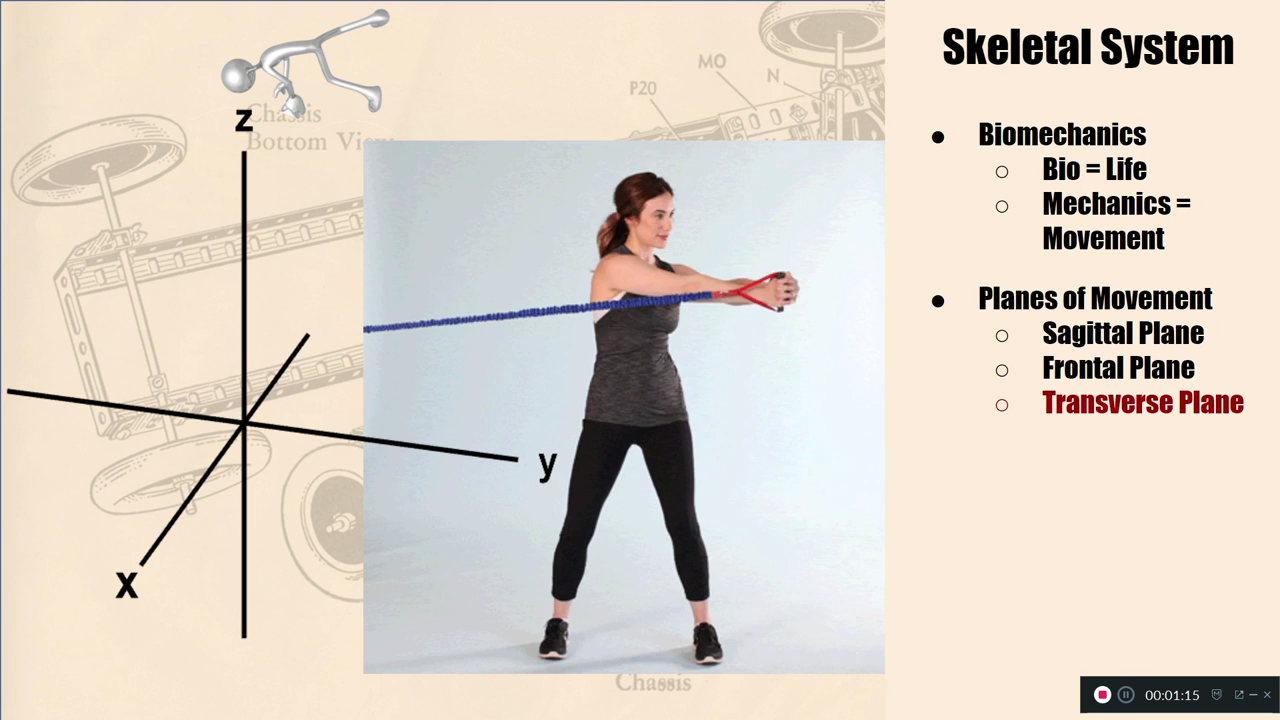 Skeletal System
● Biomechanics
○ Bio = Life
○ Mechanics =
Movement
● Planes of Movement
○ Sagittal Plane
○ Frontal Plane
○ Transverse Plane
z
y
x
Chassis
Bottom View
P20
MO
N
Chassis
00:01:15